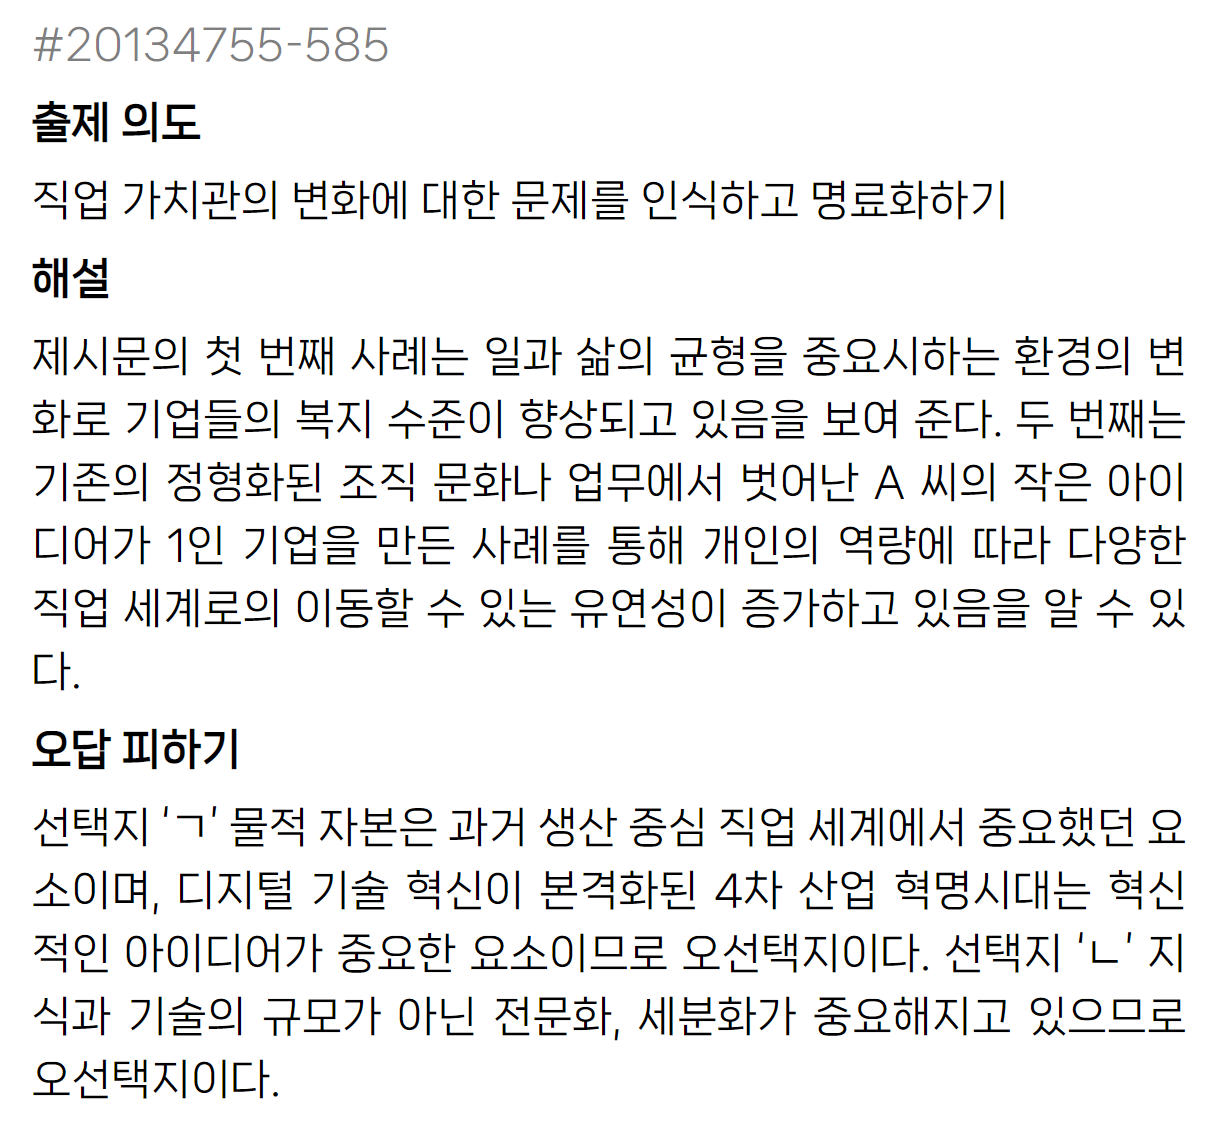 #20134755-585
출제 의도
직업 가치관의 변화에 대한 문제를 인식하고 명료화하기
해설
제시문의 첫 번째 사례는 일과 삶의 균형을 중요시하는 환경의 변
화로 기업들의 복지 수준이 향상되고 있음을 보여 준다. 두 번째는
기존의 정형화된 조직 문화나 업무에서 벗어난 A 씨의 작은 아이
디어가 1인 기업을 만든 사례를 통해 개인의 역량에 따라 다양한
직업 세계로의 이동할 수 있는 유연성이 증가하고 있음을 알 수 있
다.
오답 피하기
선택지 ‘ㄱ’ 물적 자본은 과거 생산 중심 직업 세계에서 중요했던 요
소이며, 디지털 기술 혁신이 본격화된 4차 산업 혁명시대는 혁신
적인 아이디어가 중요한 요소이므로 오선택지이다. 선택지 ‘ㄴ’ 지
식과 기술의 규모가 아닌 전문화, 세분화가 중요해지고 있으므로
오선택지이다.